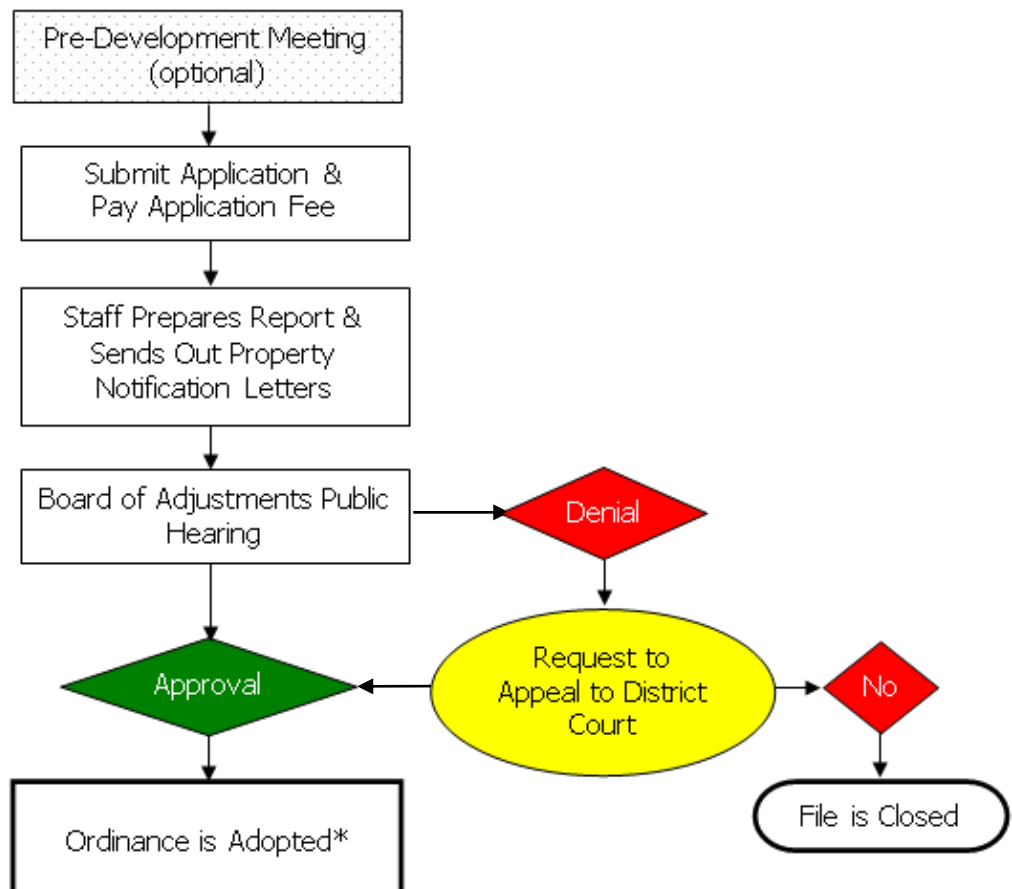 Pre-Development Meeting
(optional)
Submit Application &
Pay Application Fee
Staff Prepares Report &
Sends Out Property
Notification Letters
Board of Adjustments Public
Hearing
Denial
Request to
Appeal to District
Court
Approval
No
File is Closed
Ordinance is Adopted*